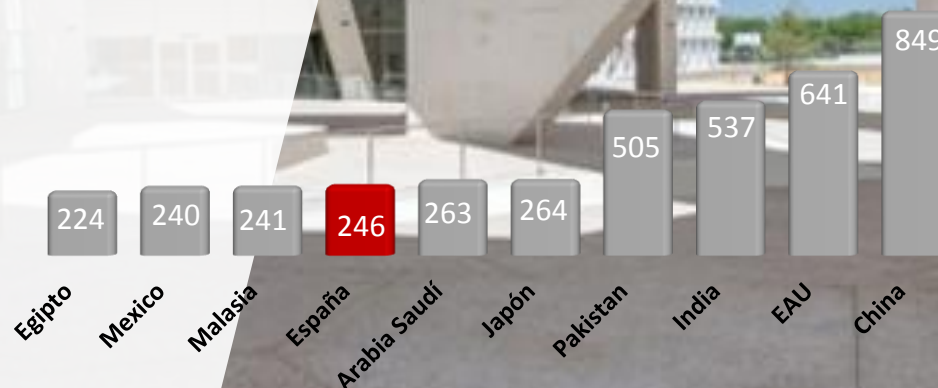 224
240
241
246
263
264
505
537
641
849
Egipto
Mexico
Malasia
España
Arabia Saudí
Japón
Pakistan
India
EAU
China